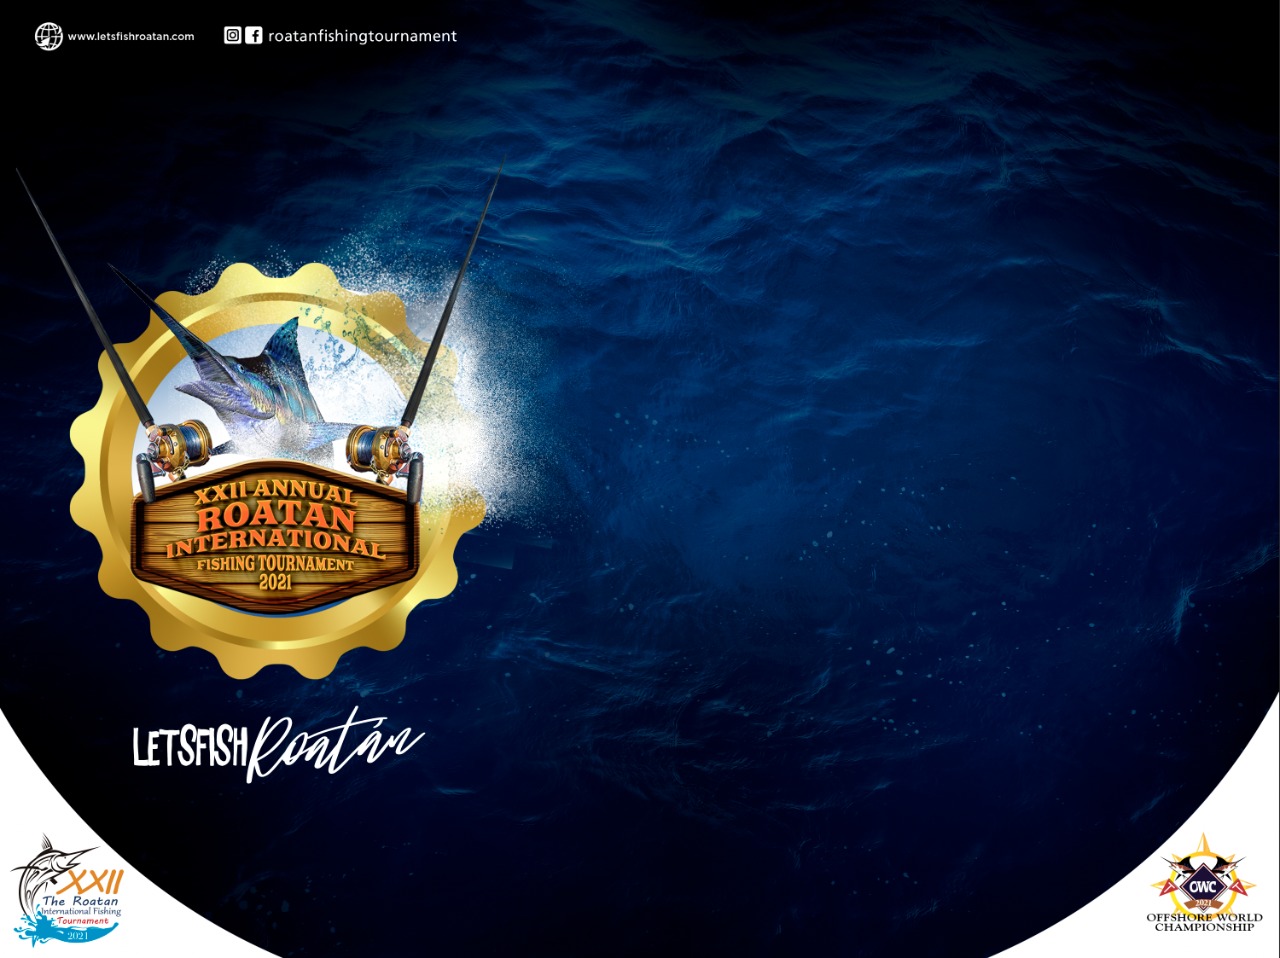 www.letsfishroatan.com
roatanfishingtournament
XXII ANNUAL
ROATAN
INTERNATIONAL
FISHING TOURNAMENT
2021
LETSFISH Roatán
XXII
The Roatan
International Fishing
Tournament
2021
OWC
2021
OFFSHORE WORLD
CHAMPIONSHIP